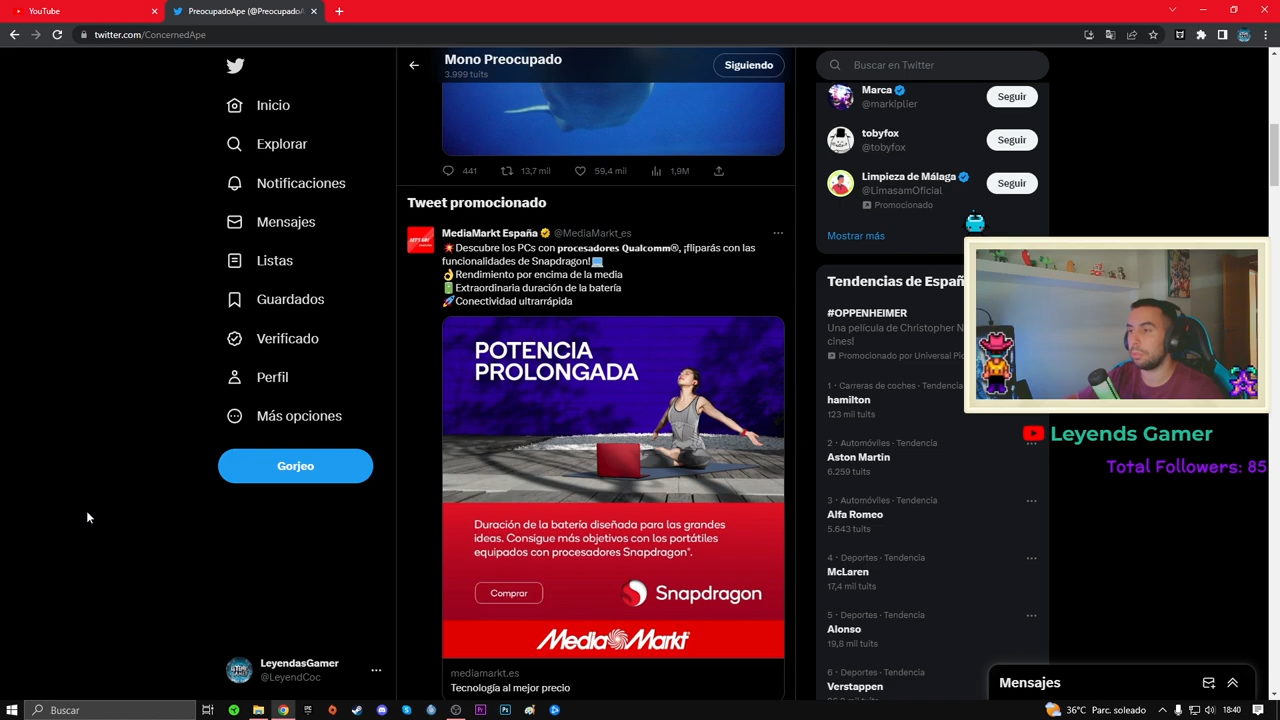 YouTube
PreocupadoApe (@Preocupado
twitter.com/ConcernedApe
Inicio
Explorar
Notificaciones
Mensajes
Listas
Guardados
Verificado
Perfil
Más opciones
Gorjeo
LeyendasGamer
@LeyendCoc
Mono Preocupado
3.999 tuits
Siguiendo
441
13,7 mil
59,4 mil
1,9M
Tweet promocionado
MediaMarkt España @MediaMarkt_es
💥Descubre los PCs con procesadores Qualcomm®, ¡fliparás con las
funcionalidades de Snapdragon!💻
👌Rendimiento por encima de la media
🔋Extraordinaria duración de la batería
🚀Conectividad ultrarrápida
LET'S GO!
POTENCIA
PROLONGADA
Duración de la batería diseñada para las grandes
ideas. Consigue más objetivos con los portátiles
equipados con procesadores Snapdragon®.
Comprar
Snapdragon
MediaMarkt
mediamarkt.es
Tecnología al mejor precio
Buscar en Twitter
Marca
@markiplier
Seguir
tobyfox
@tobyfox
Seguir
Limpieza de Málaga
@LimasamOficial
Promocionado
Seguir
Mostrar más
Tendencias de Españ
#OPPENHEIMER
Una película de Christopher N
cines!
Promocionado por Universal Pic
1 · Carreras de coches · Tendencia
hamilton
123 mil tuits
2 · Automóviles · Tendencia
Aston Martin
6.259 tuits
3 · Automóviles · Tendencia
Alfa Romeo
5.643 tuits
4 · Deportes · Tendencia
McLaren
17,4 mil tuits
5 · Deportes · Tendencia
Alonso
19,8 mil tuits
6 · Deportes · Tendencia
Verstappen
Leyends Gamer
Total Followers: 85
Mensajes
Buscar
36°C Parc. soleado
18:40